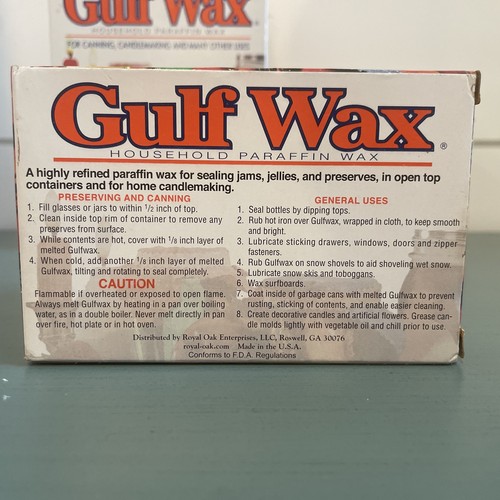 Gulf Wax
HOUSEHOLD PARAFFIN WAX
FOR CANNING, CANDLEMAKING AND MANY OTHER USES
Gulf Wax®
HOUSEHOLD PARAFFIN WAX
A highly refined paraffin wax for sealing jams, jellies, and preserves, in open top
containers and for home candlemaking.
PRESERVING AND CANNING
1. Fill glasses or jars to within 1/2 inch of top.
2. Clean inside top rim of container to remove any
preserves from surface.
3. While contents are hot, cover with 1/8 inch layer of
melted Gulfwax.
4. When cold, add another 1/8 inch layer of melted
Gulfwax, tilting and rotating to seal completely.
CAUTION
Flammable if overheated or exposed to open flame.
Always melt Gulfwax by heating in a pan over boiling
water, as in a double boiler. Never melt directly in pan
over fire, hot plate or in hot oven.
GENERAL USES
1. Seal bottles by dipping tops.
2. Rub hot iron over Gulfwax, wrapped in cloth, to keep smooth
and bright.
3. Lubricate sticking drawers, windows, doors and zipper
fasteners.
4. Rub Gulfwax on snow shovels to aid shoveling wet snow.
5. Lubricate snow skis and toboggans.
6. Wax surfboards.
7. Coat inside of garbage cans with melted Gulfwax to prevent
rusting, sticking of contents, and enable easier cleaning.
8. Create decorative candles and artificial flowers. Grease can-
dle molds lightly with vegetable oil and chill prior to use.
Distributed by Royal Oak Enterprises, LLC, Roswell, GA 30076
royal-oak.com Made in the U.S.A.
Conforms to F.D.A. Regulations